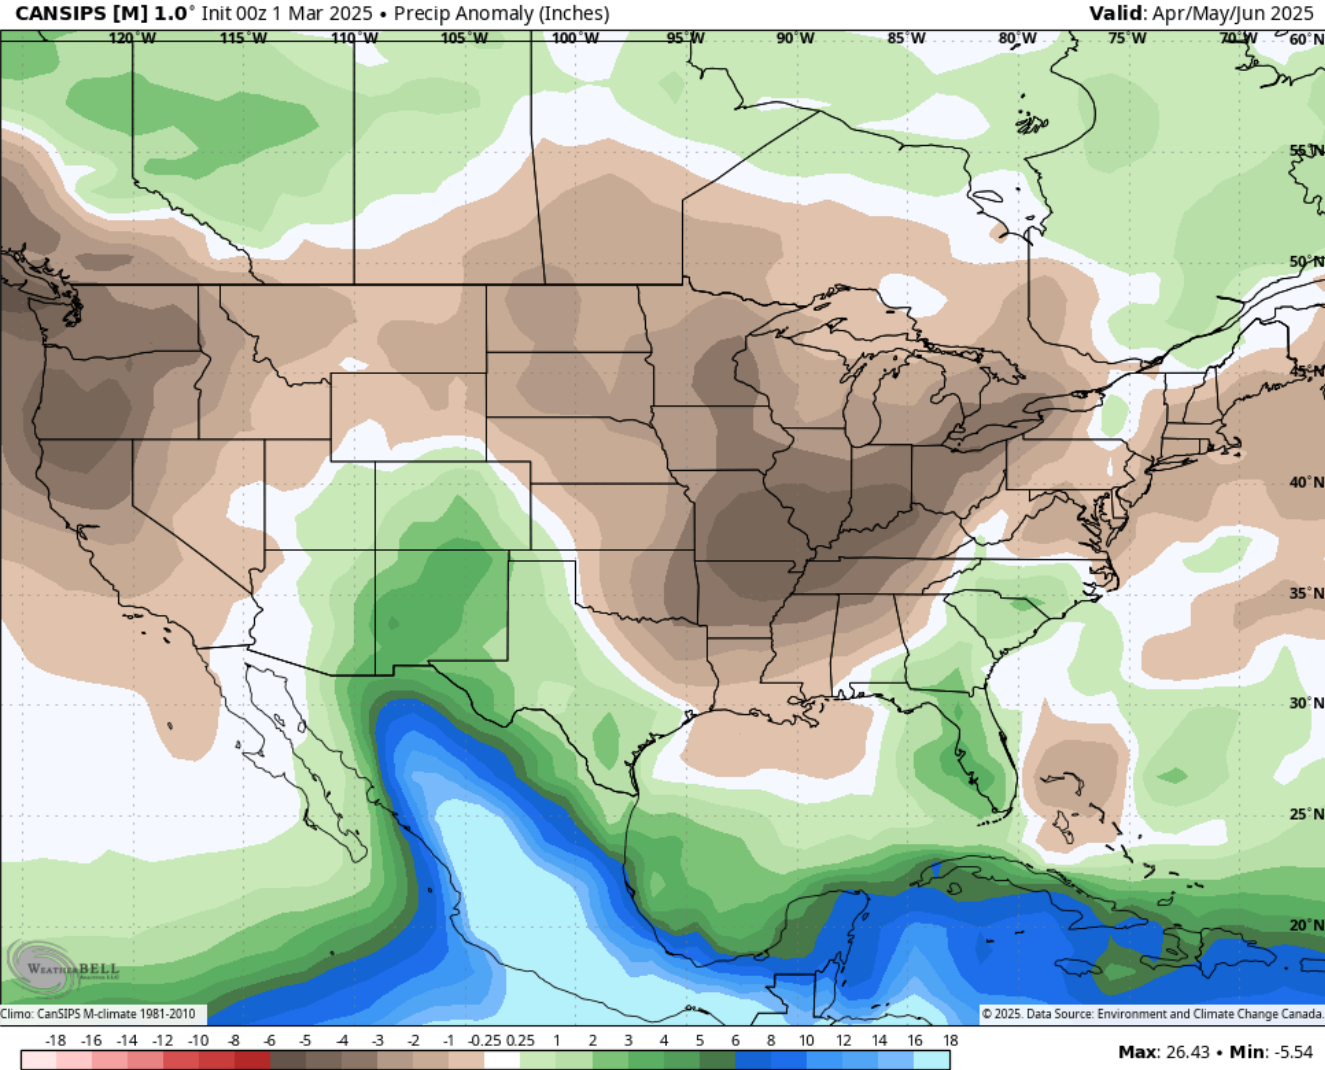 CANSIPS [M] 1.0° Init 00z 1 Mar 2025 • Precip Anomaly (Inches)
Valid: Apr/May/Jun 2025
120°W 115°W 110°W 105°W 100°W 95°W 90°W 85°W 80°W 75°W 70°W 60°N
55°N
50°N
45°N
40°N
35°N
30°N
25°N
20°N
WEATHERBELL
Climo: CanSIPS M-climate 1981-2010
© 2025. Data Source: Environment and Climate Change Canada.
-18 -16 -14 -12 -10 -8 -6 -5 -4 -3 -2 -1 -0.25 0.25 1 2 3 4 5 6 8 10 12 14 16 18
Max: 26.43 • Min: -5.54